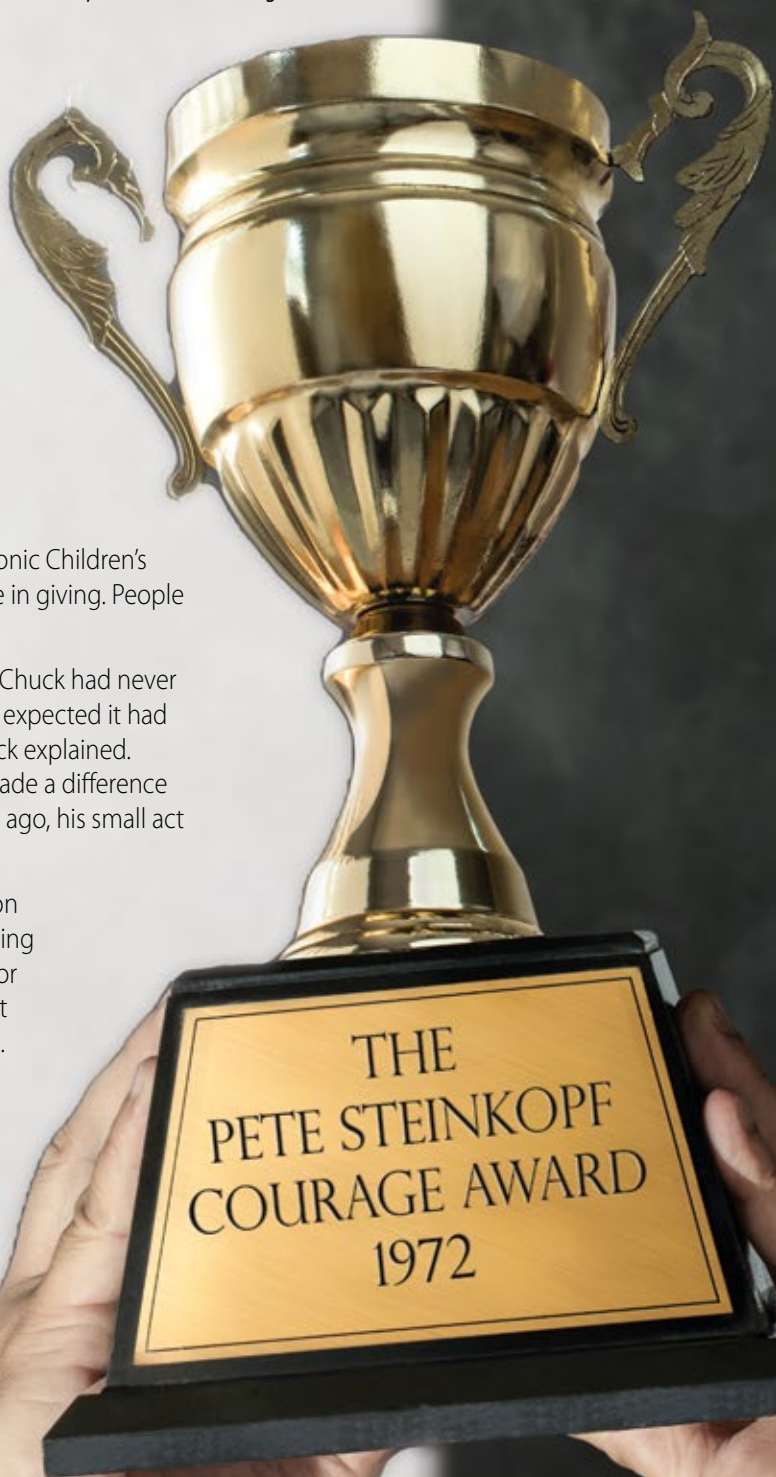 onic Children's
e in giving. People
Chuck had never
expected it had
ck explained.
ade a difference
ago, his small act
on
ing
or
t
.
THE
PETE STEINKOPF
COURAGE AWARD
1972